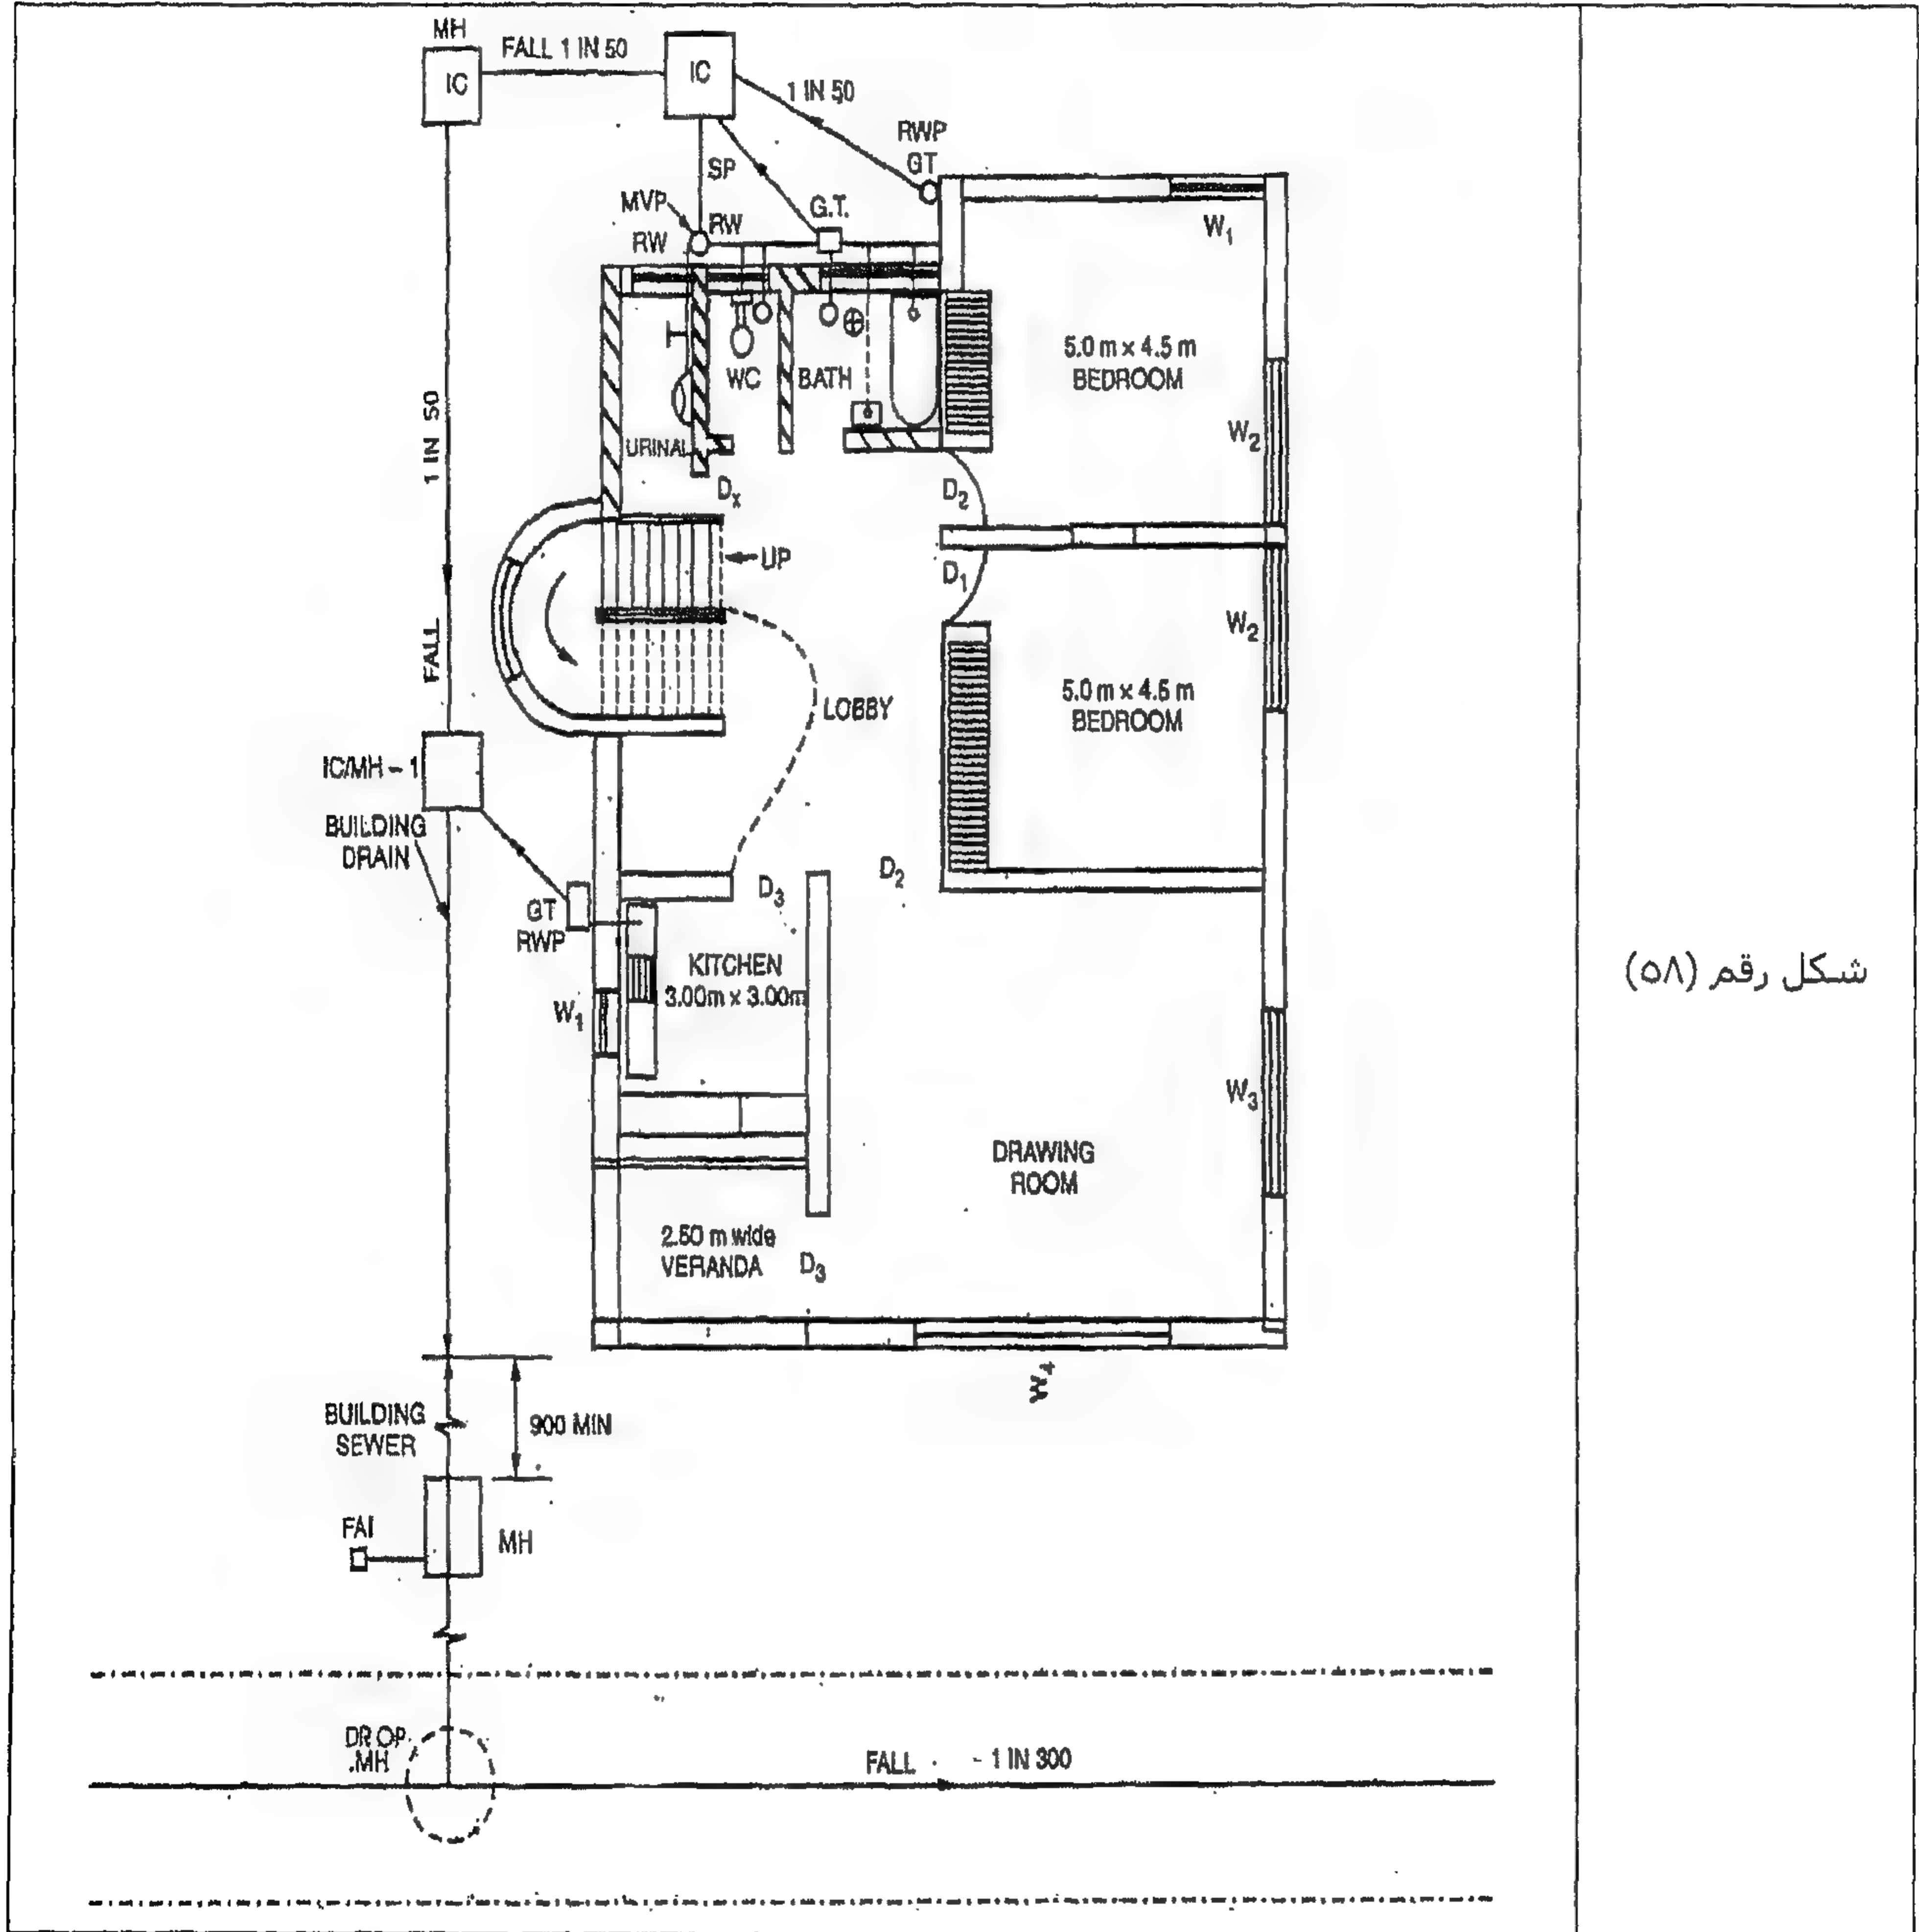 MH
IC
FALL 1 IN 50
IC
1 IN 50
RWP
GT
SP
MVP
RW
RW
G.T.
W1
5.0 m x 4.5 m
BEDROOM
WC
BATH
W2
URINAL
1 IN 50
Dx
D2
UP
D1
FALL
W2
5.0 m x 4.5 m
BEDROOM
LOBBY
IC/MH - 1
BUILDING
DRAIN
D2
D3
GT
RWP
KITCHEN
3.00m x 3.00m
شكل رقم (٥٨)
W1
W3
DRAWING
ROOM
2.50 m wide
VERANDA
D3
W4
BUILDING
SEWER
900 MIN
FAI
MH
DROP
.MH
FALL - 1 IN 300